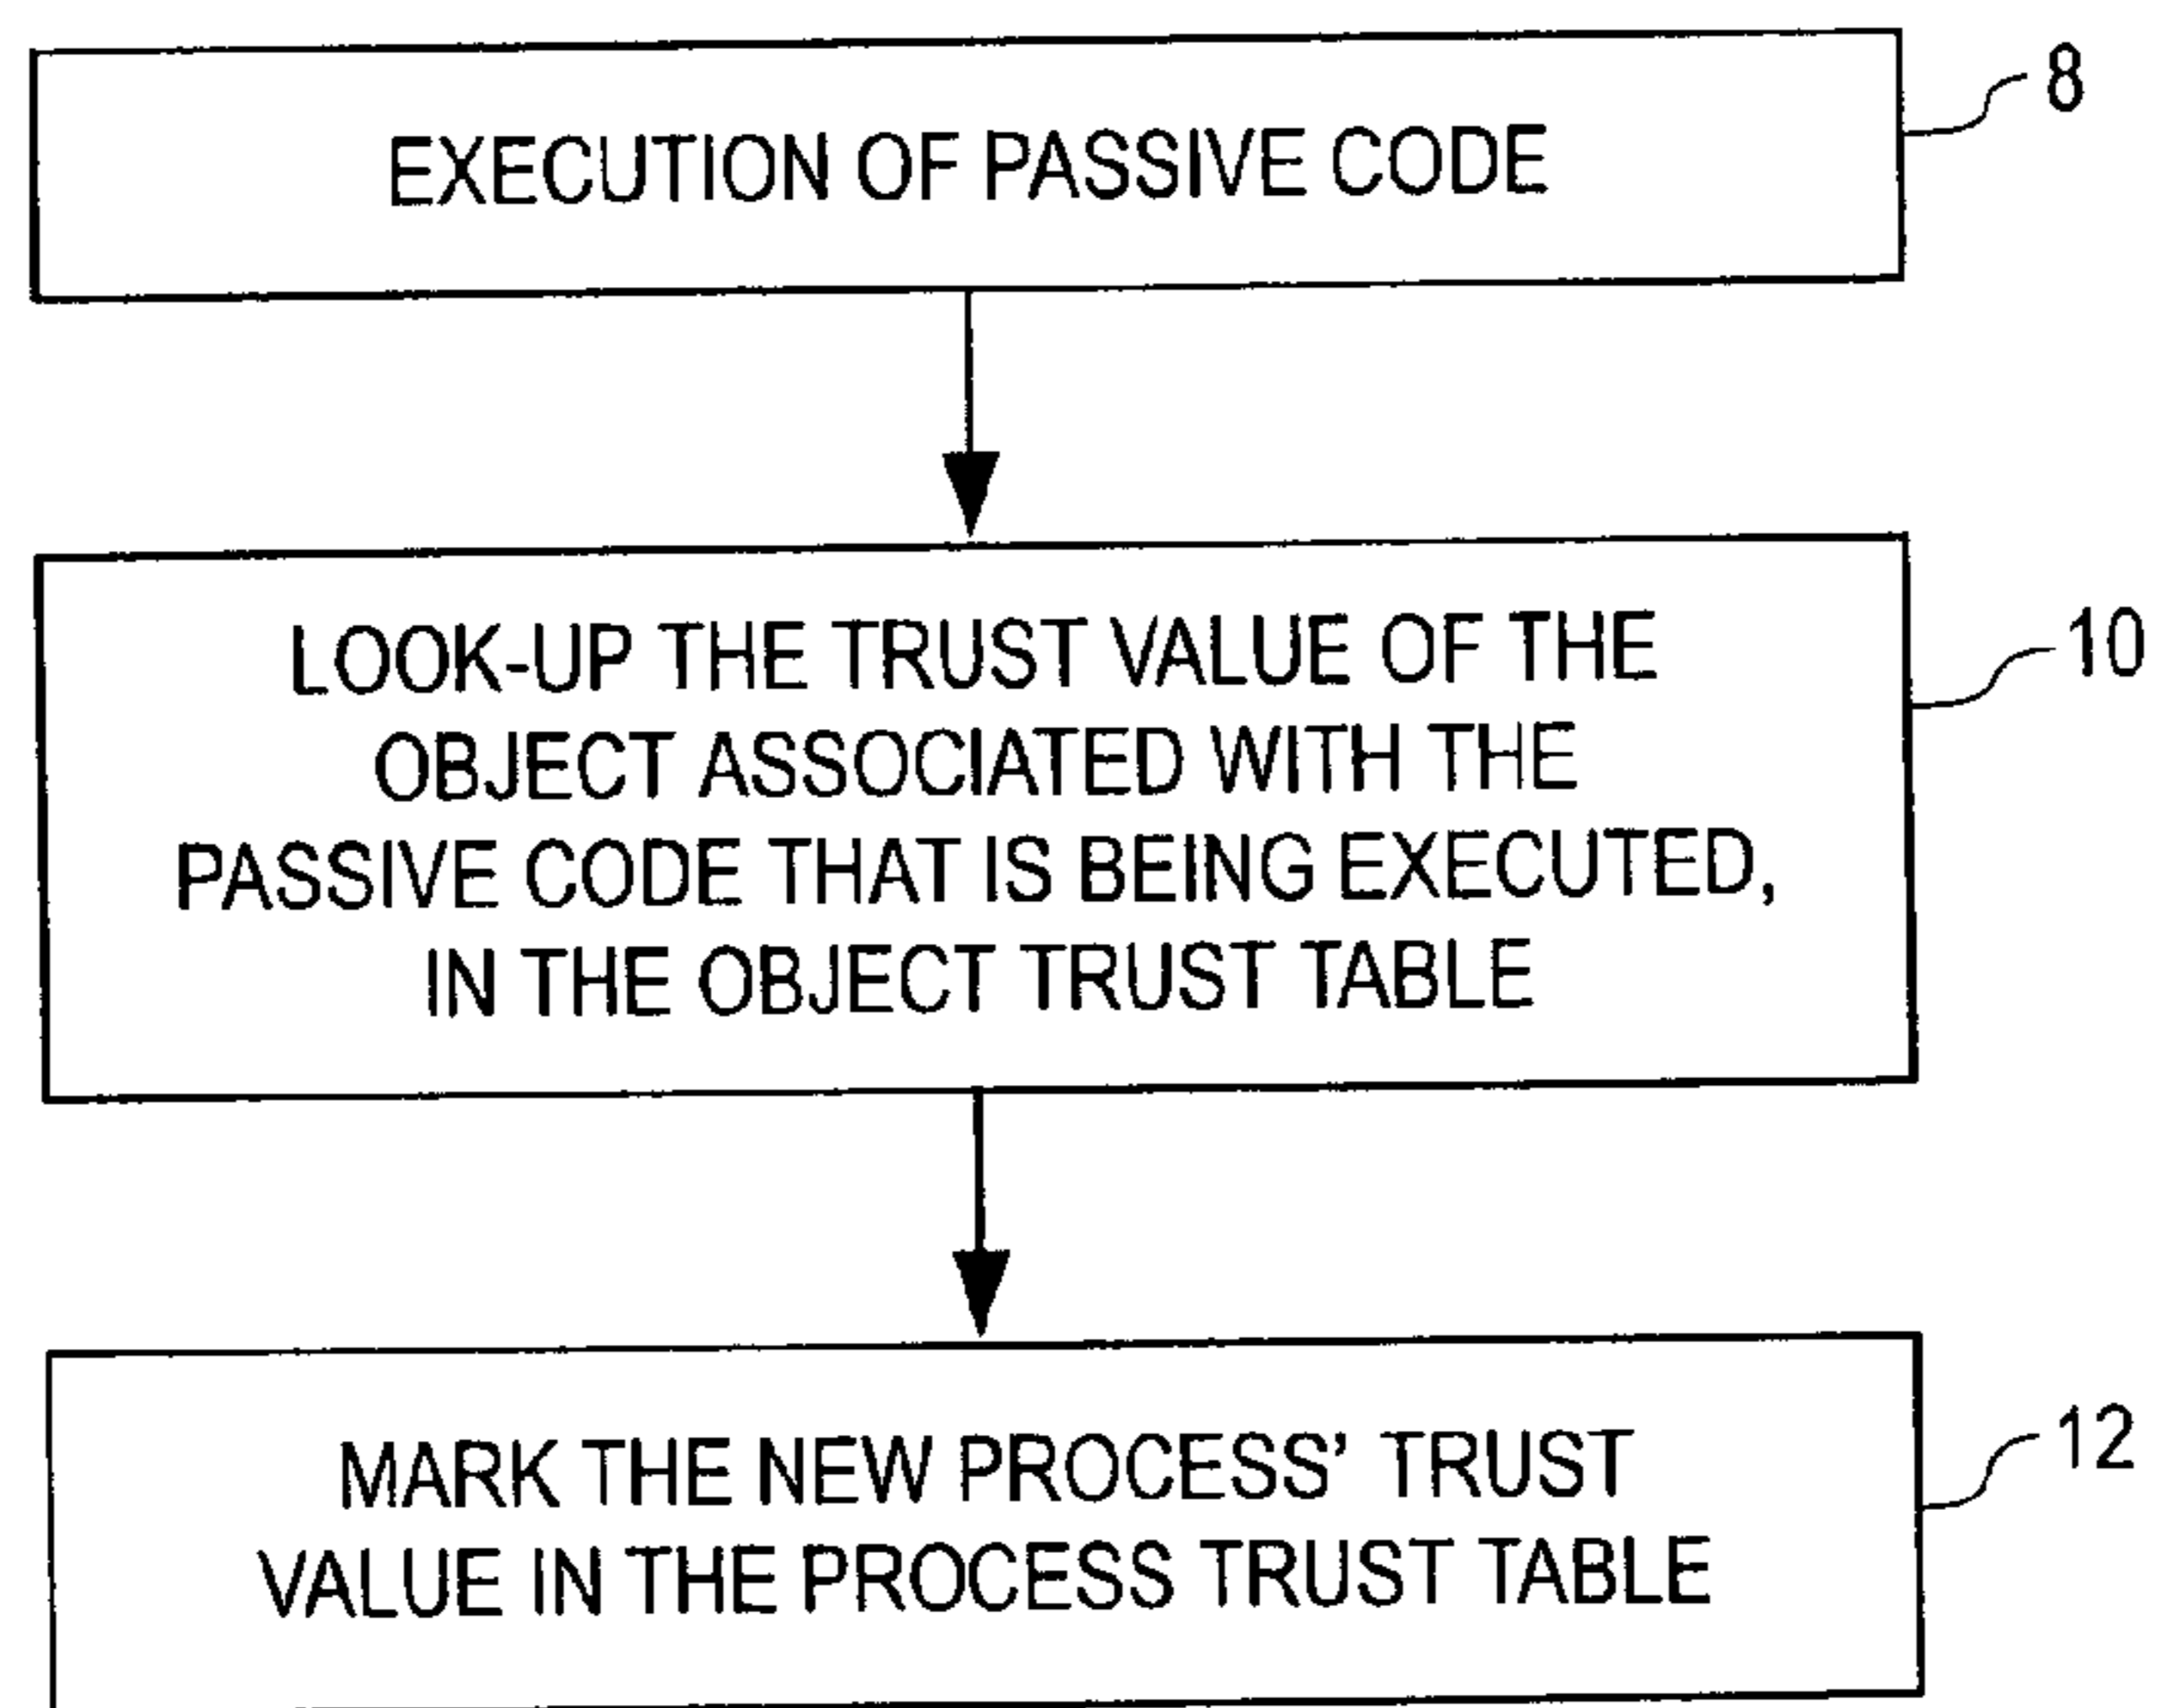 EXECUTION OF PASSIVE CODE
8
LOOK-UP THE TRUST VALUE OF THE
OBJECT ASSOCIATED WITH THE
PASSIVE CODE THAT IS BEING EXECUTED,
IN THE OBJECT TRUST TABLE
10
MARK THE NEW PROCESS’ TRUST
VALUE IN THE PROCESS TRUST TABLE
12